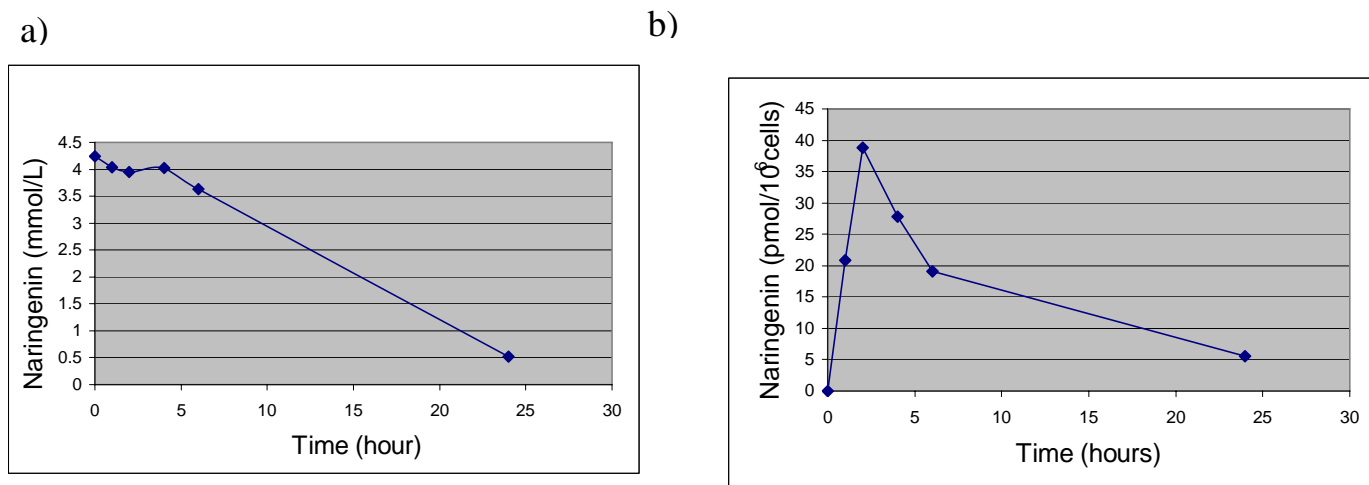 a)
b)
Naringenin (mmol/L)
4.5
4
3.5
3
2.5
2
1.5
1
0.5
0
0 5 10 15 20 25 30
Time (hour)
Naringenin (pmol/10⁶cells)
45
40
35
30
25
20
15
10
5
0
0 5 10 15 20 25 30
Time (hours)